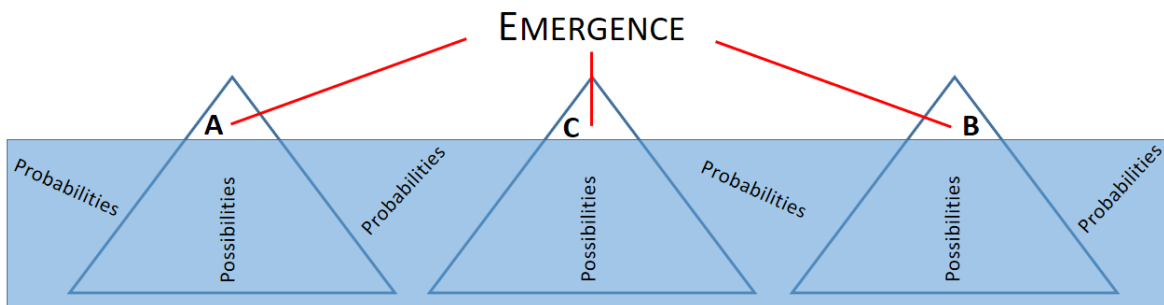 EMERGENCE
A
C
B
Probabilities
Possibilities
Probabilities
Possibilities
Probabilities
Possibilities
Probabilities